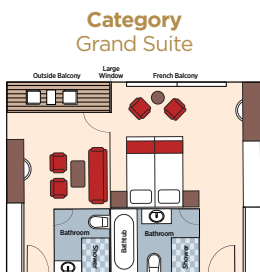 Category
Grand Suite
Outside Balcony
Large
Window
French Balcony
Bathroom
Shower
Bathtub
Bathroom
Shower